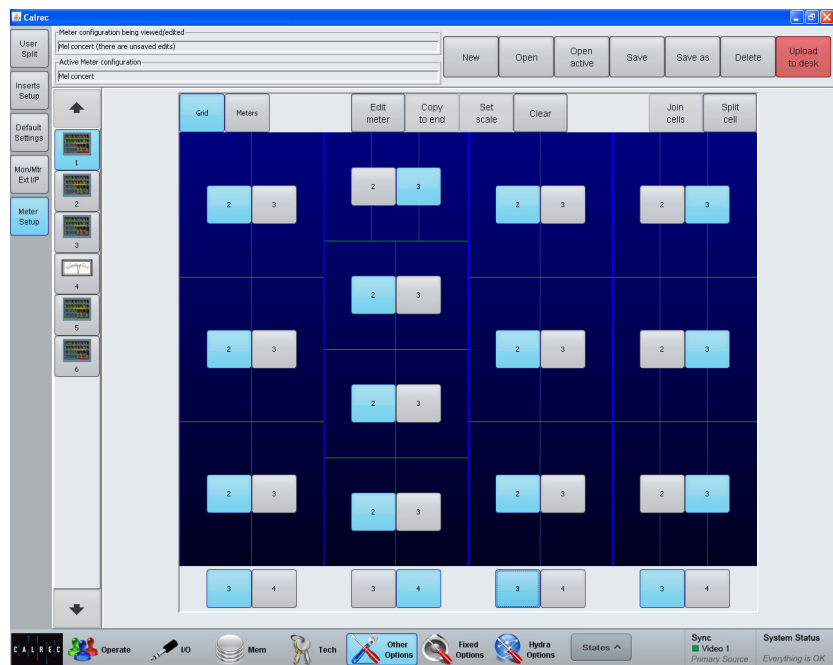 Calrec
User Split
Inserts Setup
Default Settings
Mon/Mtr Ext I/P
Meter Setup
Meter configuration being viewed/edited
Mel concert (there are unsaved edits)
Active Meter configuration
Mel concert
New
Open
Open active
Save
Save as
Delete
Upload to desk
1
2
3
4
5
6
Grid
Meters
Edit meter
Copy to end
Set scale
Clear
Join cells
Split cell
2 3
2 3
2 3
2 3
2 3
2 3
2 3
2 3
2 3
2 3
2 3
2 3
2 3
3 4
3 4
3 4
3 4
CALREC
Operate
I/O
Mem
Tech
Other Options
Fixed Options
Hydra Options
States
Sync
Video 1
Primary Source
System Status
Everything is OK